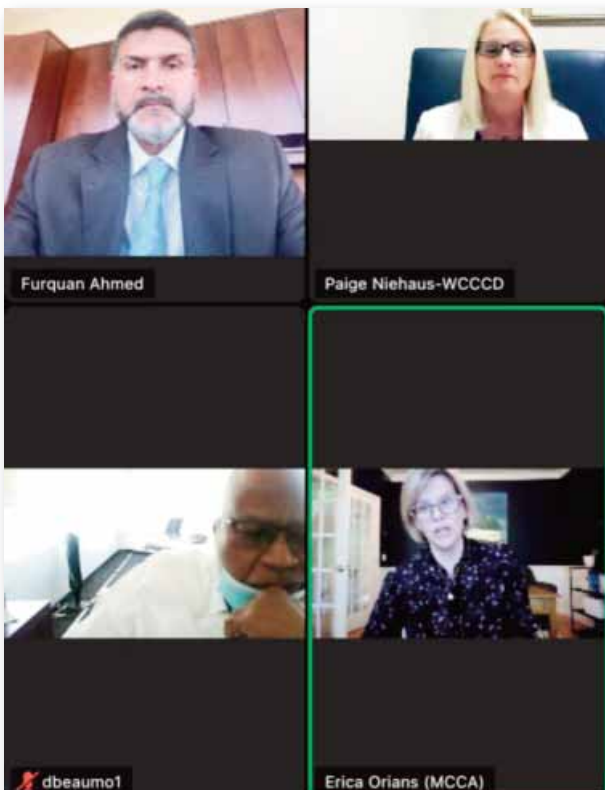 Furquan Ahmed
Paige Niehaus-WCCCD
dbeaumo1
Erica Orians (MCCA)